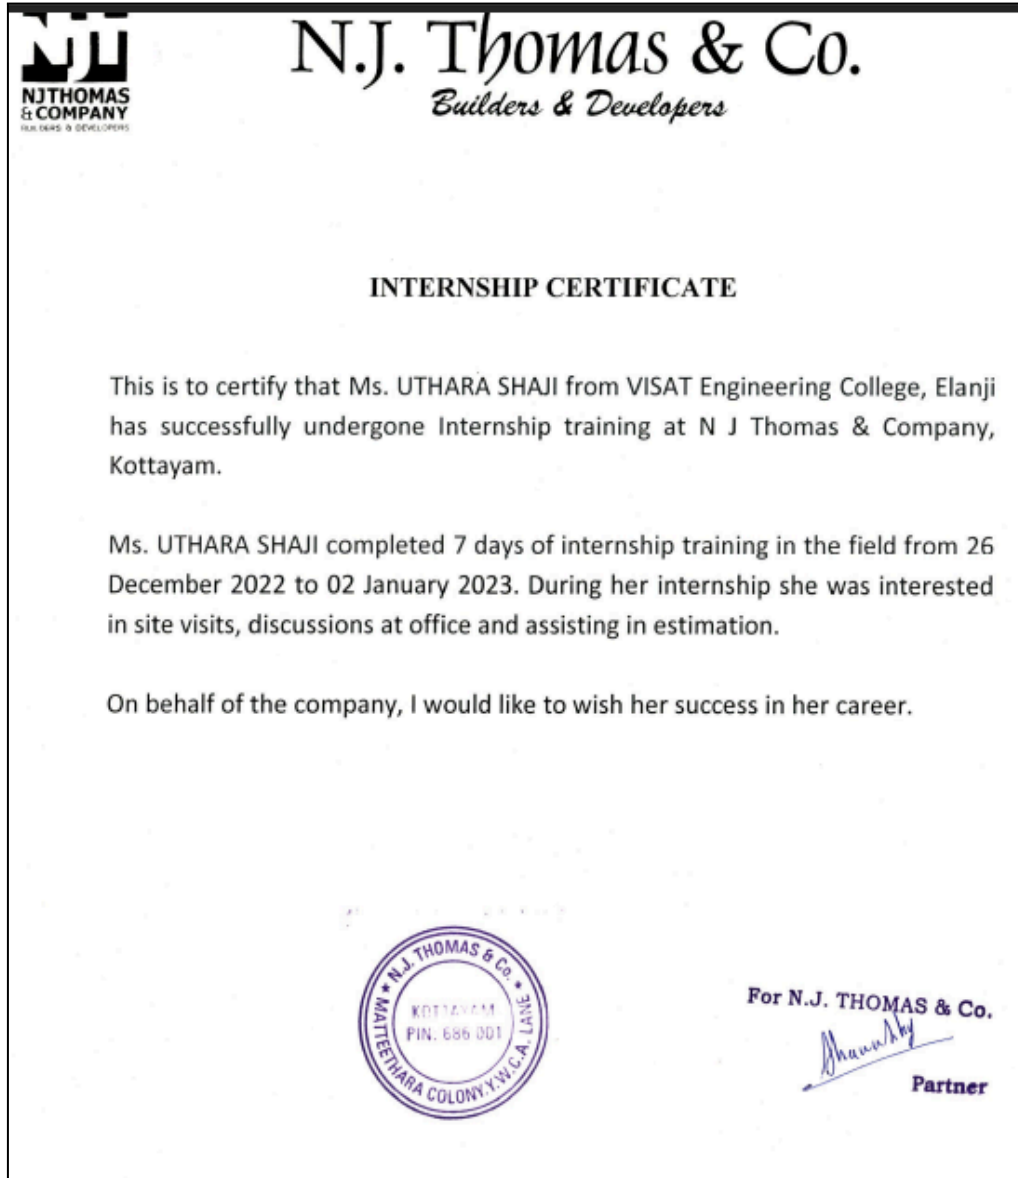 NJTHOMAS
& COMPANY
BUILDERS & DEVELOPERS
N.J. Thomas & Co.
Builders & Developers
INTERNSHIP CERTIFICATE
This is to certify that Ms. UTHARA SHAJI from VISAT Engineering College, Elanji
has successfully undergone Internship training at N J Thomas & Company,
Kottayam.
Ms. UTHARA SHAJI completed 7 days of internship training in the field from 26
December 2022 to 02 January 2023. During her internship she was interested
in site visits, discussions at office and assisting in estimation.
On behalf of the company, I would like to wish her success in her career.
★ N.J. THOMAS & Co. ★
MATTEETHARA COLONY.Y.W.C.A. LANE
KOTTAYAM
PIN. 686 001
For N.J. THOMAS & Co.
Partner